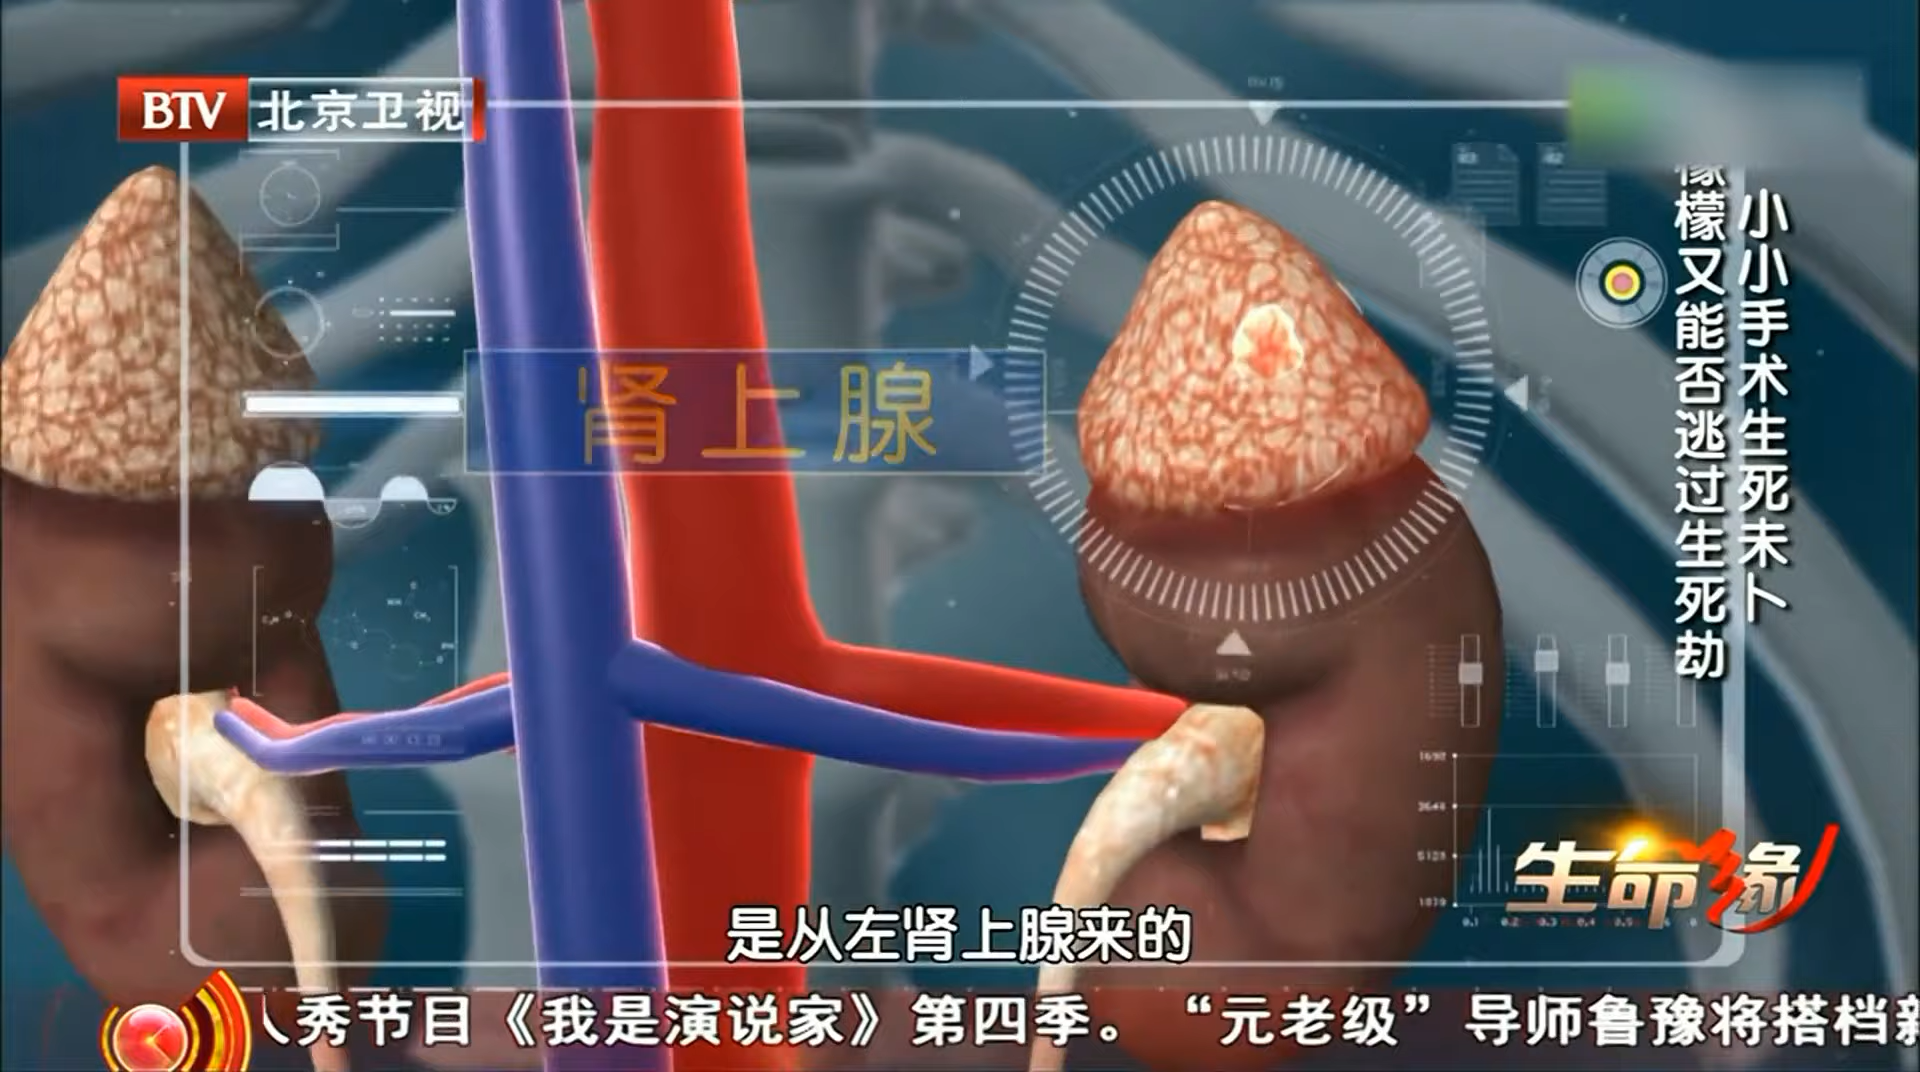 BTV 北京卫视
小小手术生死未卜
檬又能否逃过生死劫
肾上腺
生命缘
是从左肾上腺来的
秀节目《我是演说家》第四季。“元老级”导师鲁豫将搭档